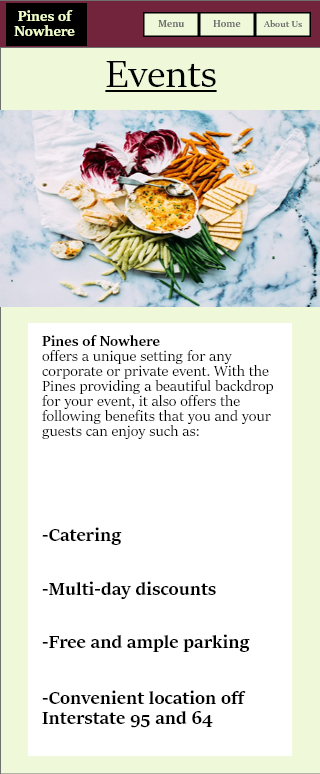 Pines of
Nowhere
Menu
Home
About Us
Events
Pines of Nowhere
offers a unique setting for any
corporate or private event. With the
Pines providing a beautiful backdrop
for your event, it also offers the
following benefits that you and your
guests can enjoy such as:
-Catering
-Multi-day discounts
-Free and ample parking
-Convenient location off
Interstate 95 and 64